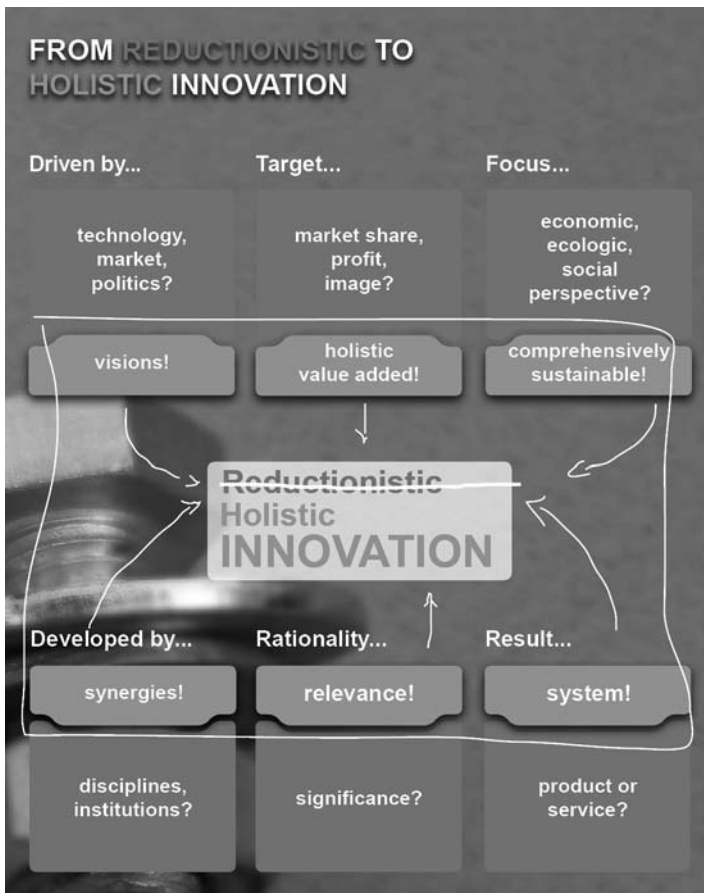 FROM REDUCTIONISTIC TO
HOLISTIC INNOVATION
Driven by...
Target...
Focus...
technology,
market,
politics?
market share,
profit,
image?
economic,
ecologic,
social
perspective?
visions!
holistic
value added!
comprehensively
sustainable!
Reductionistic
Holistic
INNOVATION
Developed by...
Rationality...
Result...
synergies!
relevance!
system!
disciplines,
institutions?
significance?
product or
service?